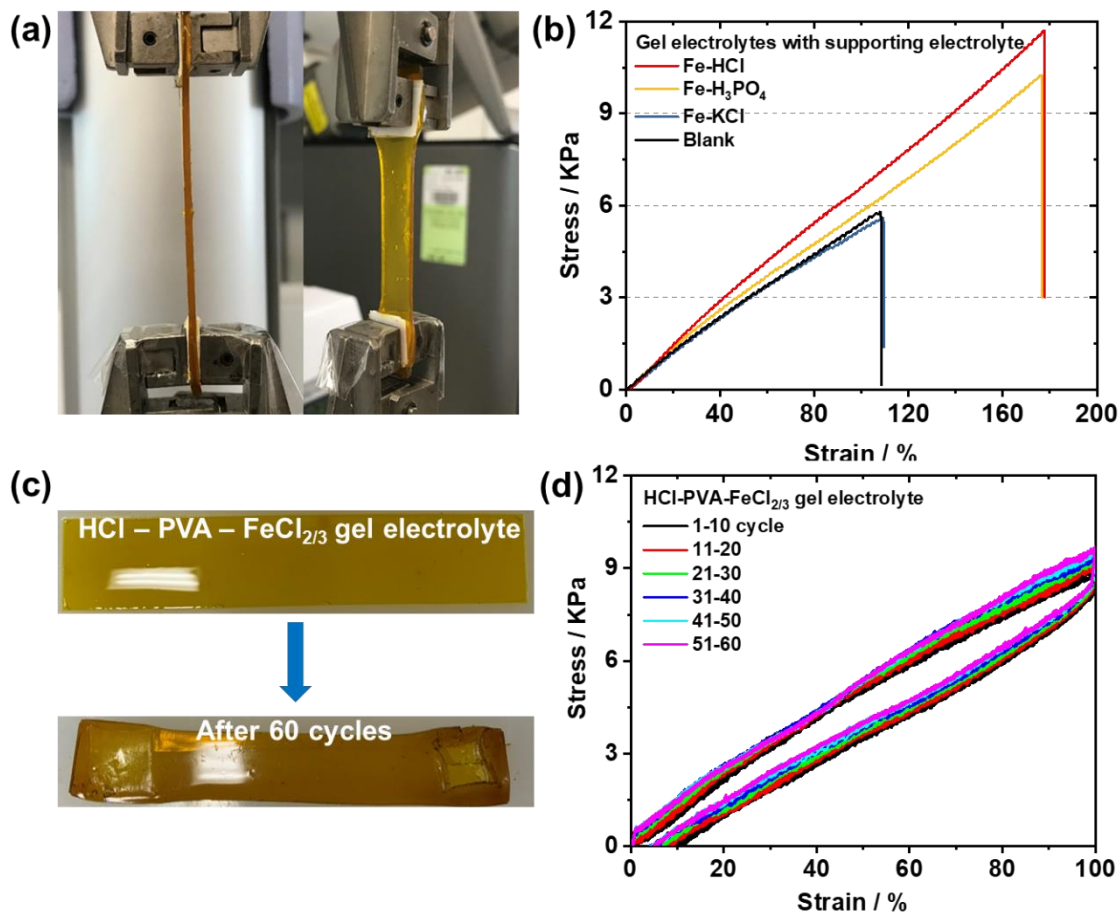 (a)
(b)
12
9
6
3
0
Stress / KPa
Gel electrolytes with supporting electrolyte
Fe-HCl
Fe-H₃PO₄
Fe-KCl
Blank
0 40 80 120 160 200
Strain / %
(c)
HCl – PVA – FeCl₂/₃ gel electrolyte
After 60 cycles
(d)
12
9
6
3
0
Stress / KPa
HCl-PVA-FeCl₂/₃ gel electrolyte
1-10 cycle
11-20
21-30
31-40
41-50
51-60
0 20 40 60 80 100
Strain / %